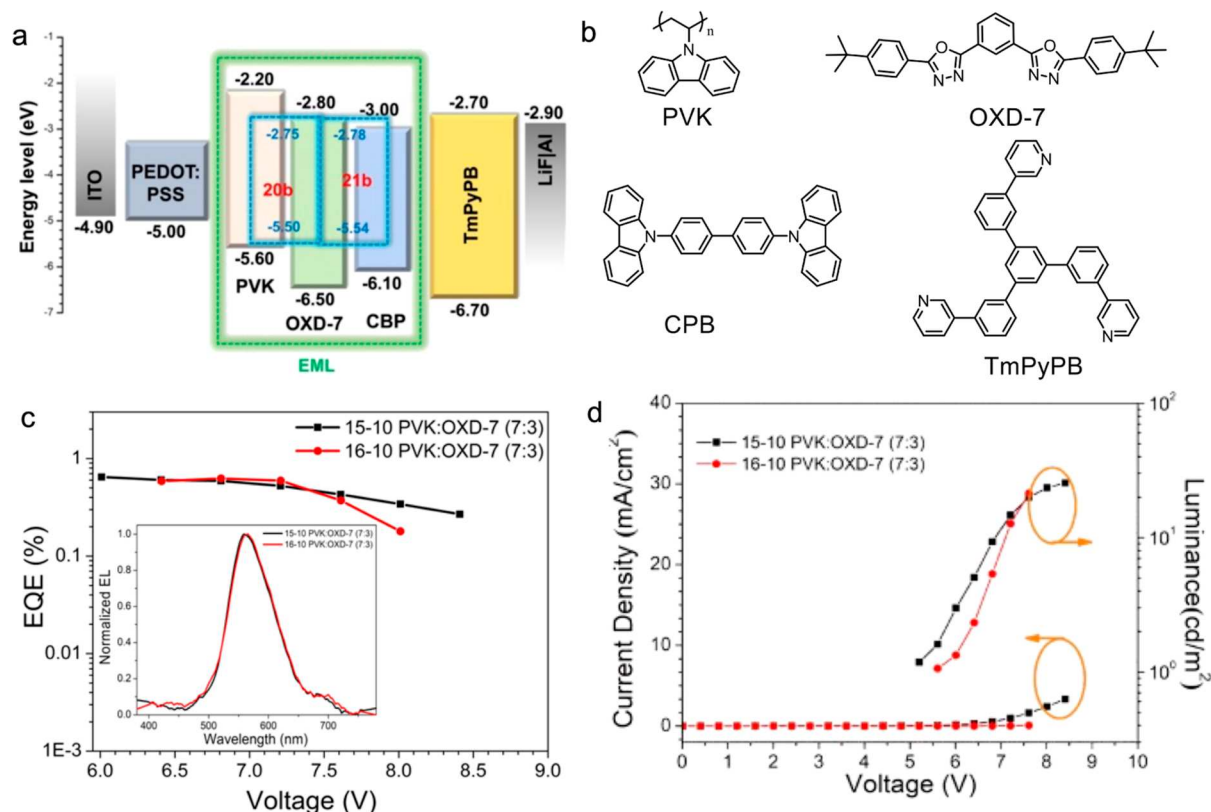 a
Energy level (eV)
-1
-2
-3
-4
-5
-6
-7
ITO
-4.90
PEDOT:
PSS
-5.00
-2.20
-2.80
-3.00
-2.75
-2.78
20b
21b
-5.50
-5.54
-5.60
PVK
-6.50
OXD-7
-6.10
CBP
EML
-2.70
TmPyPB
-6.70
-2.90
LiF|Al
b
n
N
PVK
O
N-N
O
N-N
OXD-7
N
N
CPB
N
N
N
TmPyPB
c
EQE (%)
1
0.1
0.01
1E-3
15-10 PVK:OXD-7 (7:3)
16-10 PVK:OXD-7 (7:3)
Normalized EL
1.0
0.8
0.6
0.4
0.2
0.0
15-10 PVK:OXD-7 (7:3)
16-10 PVK:OXD-7 (7:3)
400 500 600 700
Wavelength (nm)
6.0 6.5 7.0 7.5 8.0 8.5 9.0
Voltage (V)
d
Current Density (mA/cm2)
40
30
20
10
0
15-10 PVK:OXD-7 (7:3)
16-10 PVK:OXD-7 (7:3)
10^2
10^1
10^0
Luminance(cd/m2)
0 1 2 3 4 5 6 7 8 9 10
Voltage (V)